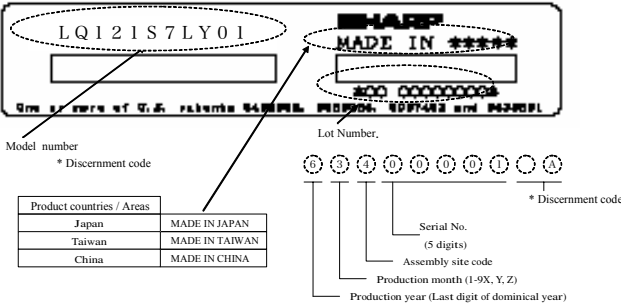 LQ121S7LY01
SHARP
MADE IN *****
Model number
* Discernment code
Lot Number.
6 3 4 0 0 0 0 1 A
* Discernment code
Product countries / Areas
Japan MADE IN JAPAN
Taiwan MADE IN TAIWAN
China MADE IN CHINA
Serial No.
(5 digits)
Assembly site code
Production month (1-9X, Y, Z)
Production year (Last digit of dominical year)